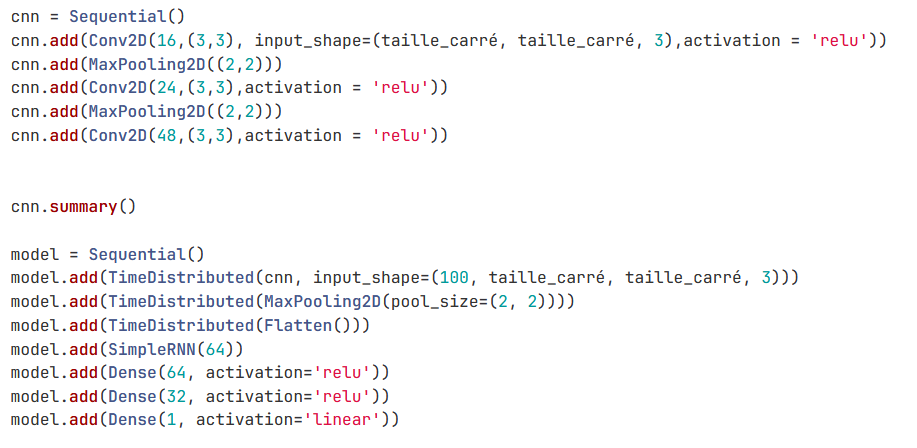 cnn = Sequential()
cnn.add(Conv2D(16,(3,3), input_shape=(taille_carré, taille_carré, 3),activation = 'relu'))
cnn.add(MaxPooling2D((2,2)))
cnn.add(Conv2D(24,(3,3),activation = 'relu'))
cnn.add(MaxPooling2D((2,2)))
cnn.add(Conv2D(48,(3,3),activation = 'relu'))
cnn.summary()
model = Sequential()
model.add(TimeDistributed(cnn, input_shape=(100, taille_carré, taille_carré, 3)))
model.add(TimeDistributed(MaxPooling2D(pool_size=(2, 2))))
model.add(TimeDistributed(Flatten()))
model.add(SimpleRNN(64))
model.add(Dense(64, activation='relu'))
model.add(Dense(32, activation='relu'))
model.add(Dense(1, activation='linear'))